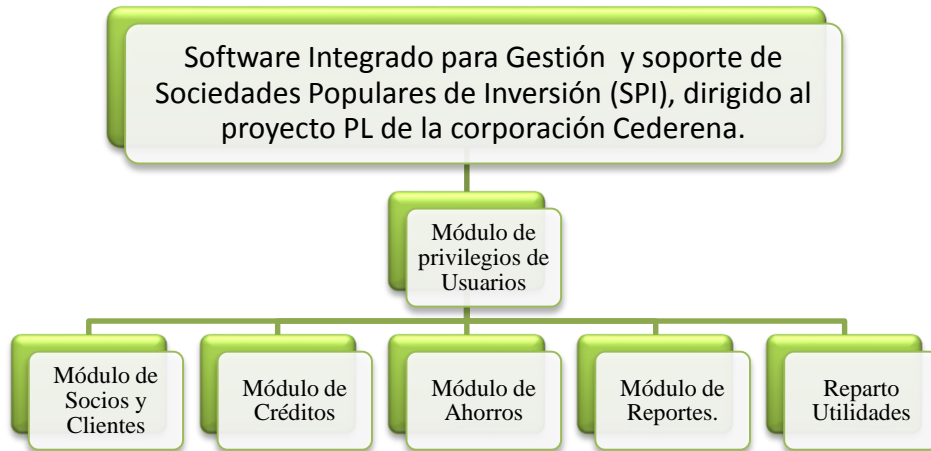 Software Integrado para Gestión y soporte de
Sociedades Populares de Inversión (SPI), dirigido al
proyecto PL de la corporación Cederena.
Módulo de
privilegios de
Usuarios
Módulo de
Socios y
Clientes
Módulo de
Créditos
Módulo de
Ahorros
Módulo de
Reportes.
Reparto
Utilidades